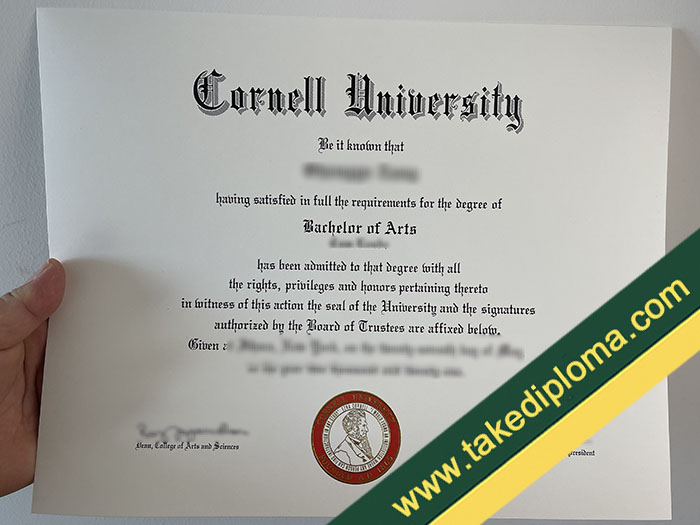 Cornell University
Be it known that
having satisfied in full the requirements for the degree of
Bachelor of Arts
has been admitted to that degree with all
the rights, privileges and honors pertaining thereto
in witness of this action the seal of the University and the signatures
authorized by the Board of Trustees are affixed below.
Given
Dean, College of Arts and Sciences
www.takediploma.com